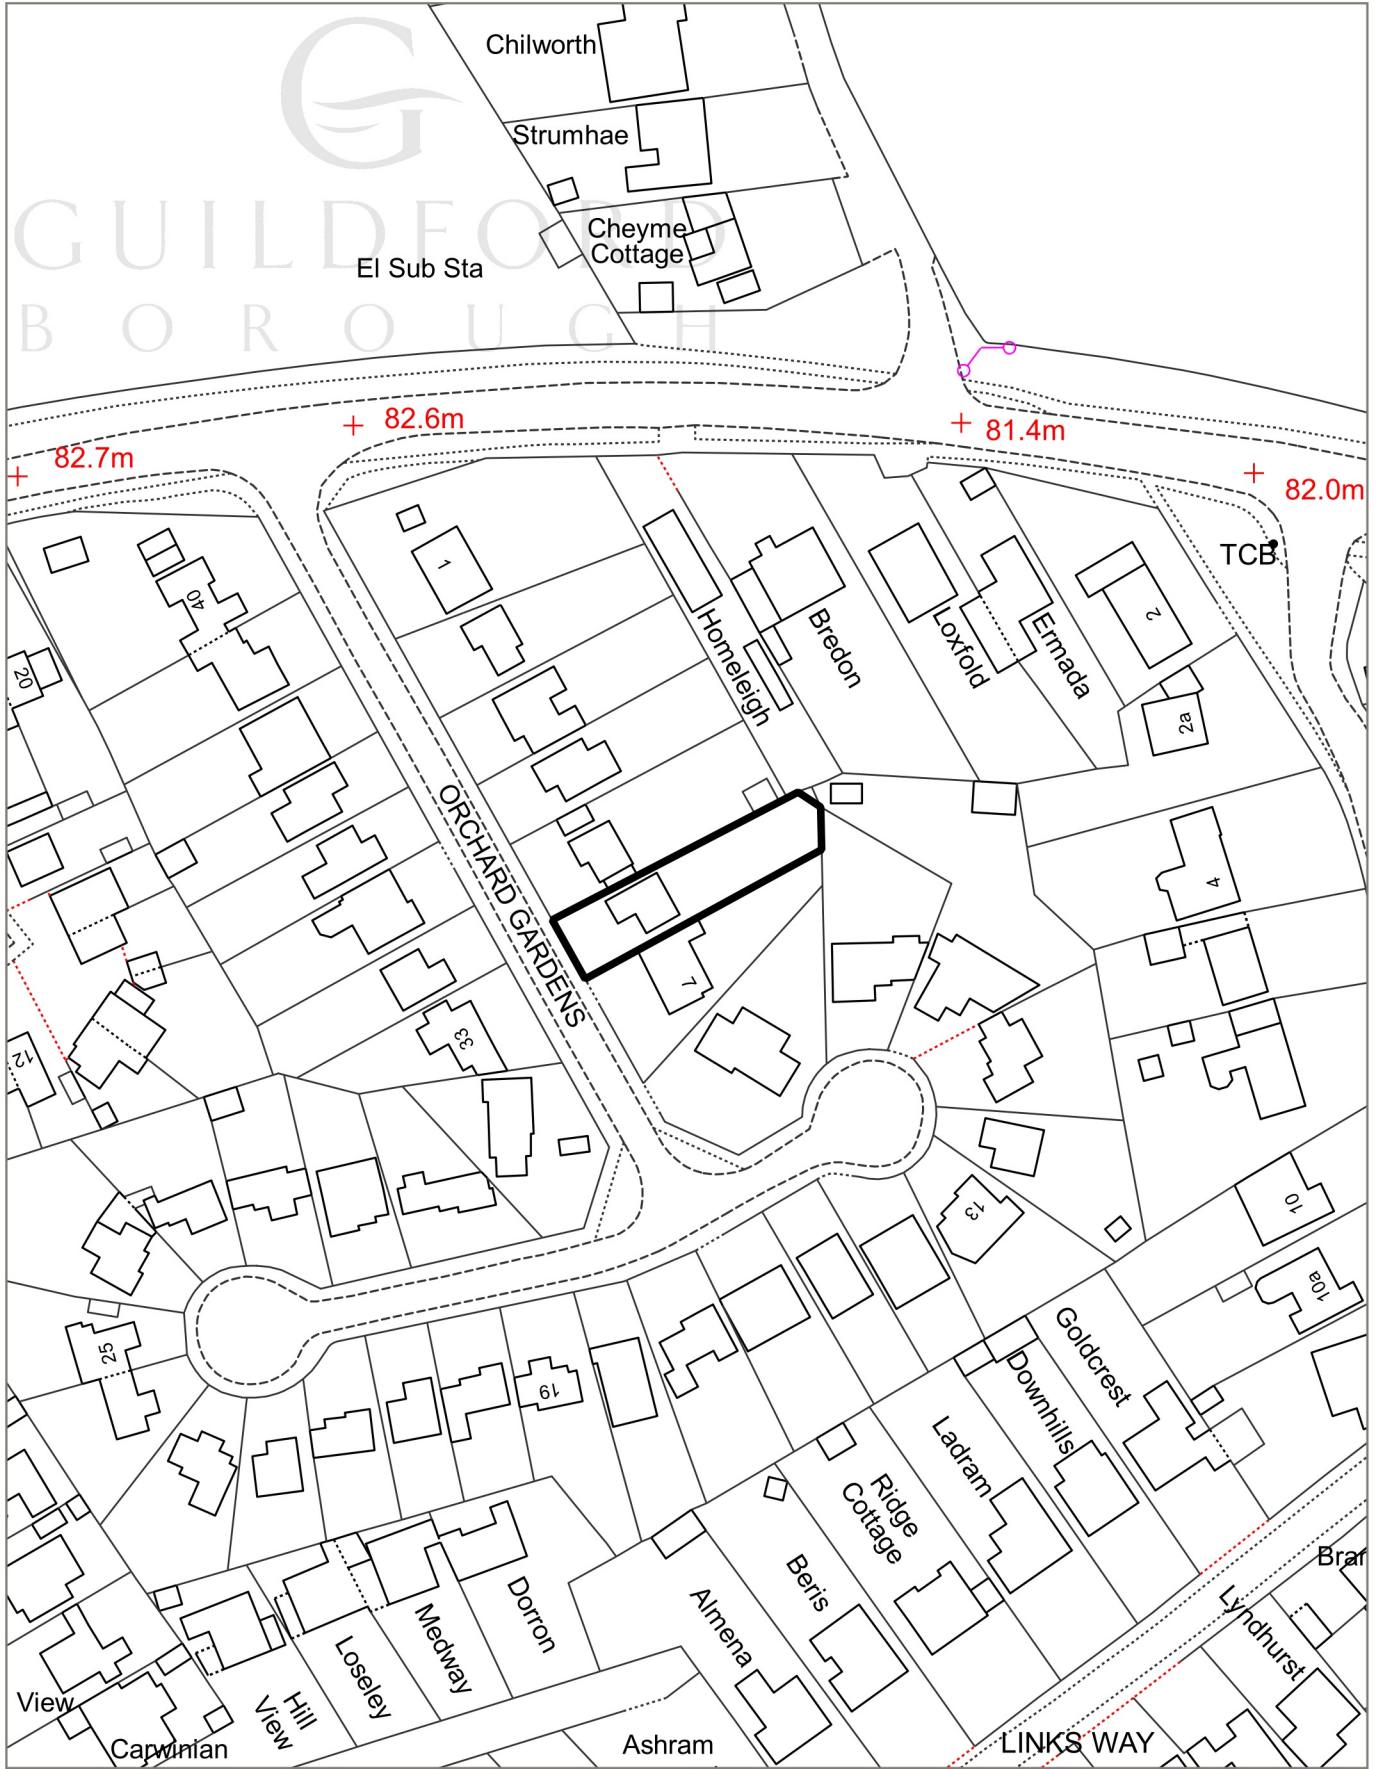 Chilworth
Strumhae
GUILDFORD
BOROUGH
Cheyme
Cottage
El Sub Sta
82.6m
81.4m
82.7m
82.0m
TCB
1
40
20
Homeleigh
Bredon
Loxfold
Ermada
2
2a
ORCHARD GARDENS
4
7
33
12
13
10
10a
25
19
Goldcrest
Downhills
Ladram
Ridge
Cottage
Beris
Almena
Dorron
Medway
Loseley
Hill
View
View
Carwinian
Ashram
LINKS WAY
Lyndhurst
Brar